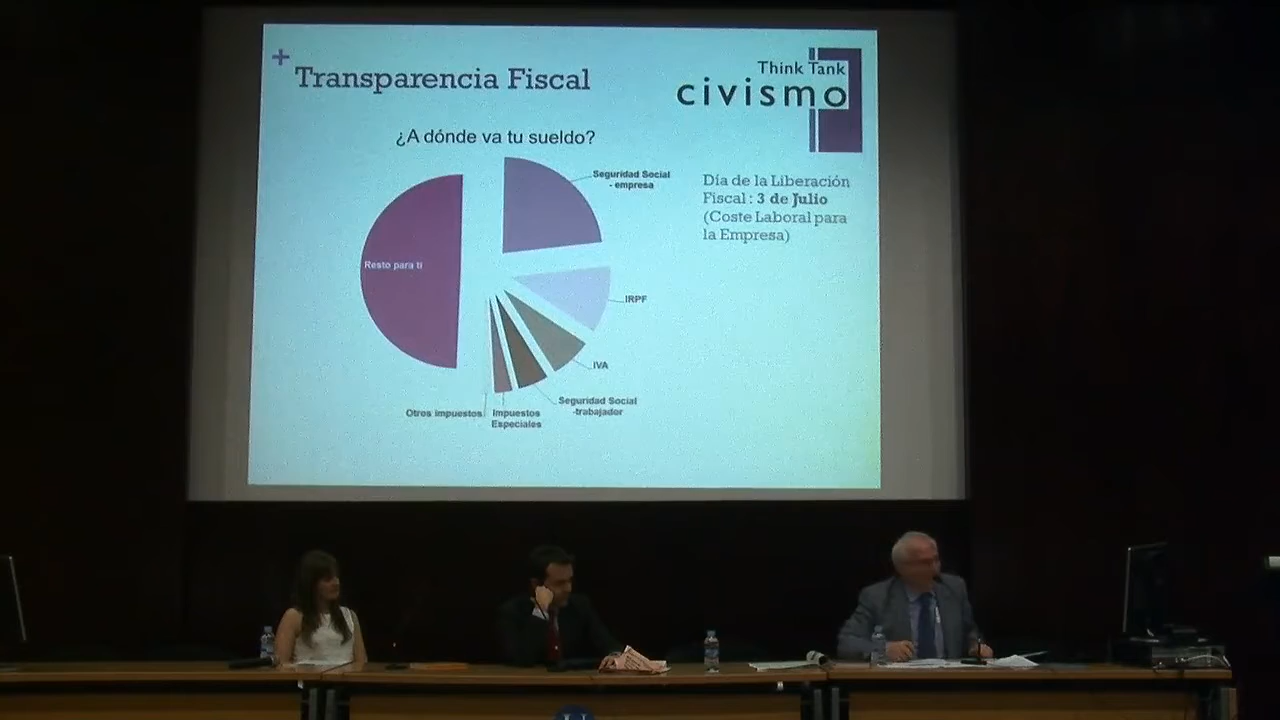 +
Transparencia Fiscal
Think Tank
civismo
¿A dónde va tu sueldo?
Seguridad Social
- empresa
Resto para ti
IRPF
IVA
Seguridad Social
-trabajador
Otros impuestos
Impuestos
Especiales
Día de la Liberación
Fiscal : 3 de Julio
(Coste Laboral para
la Empresa)